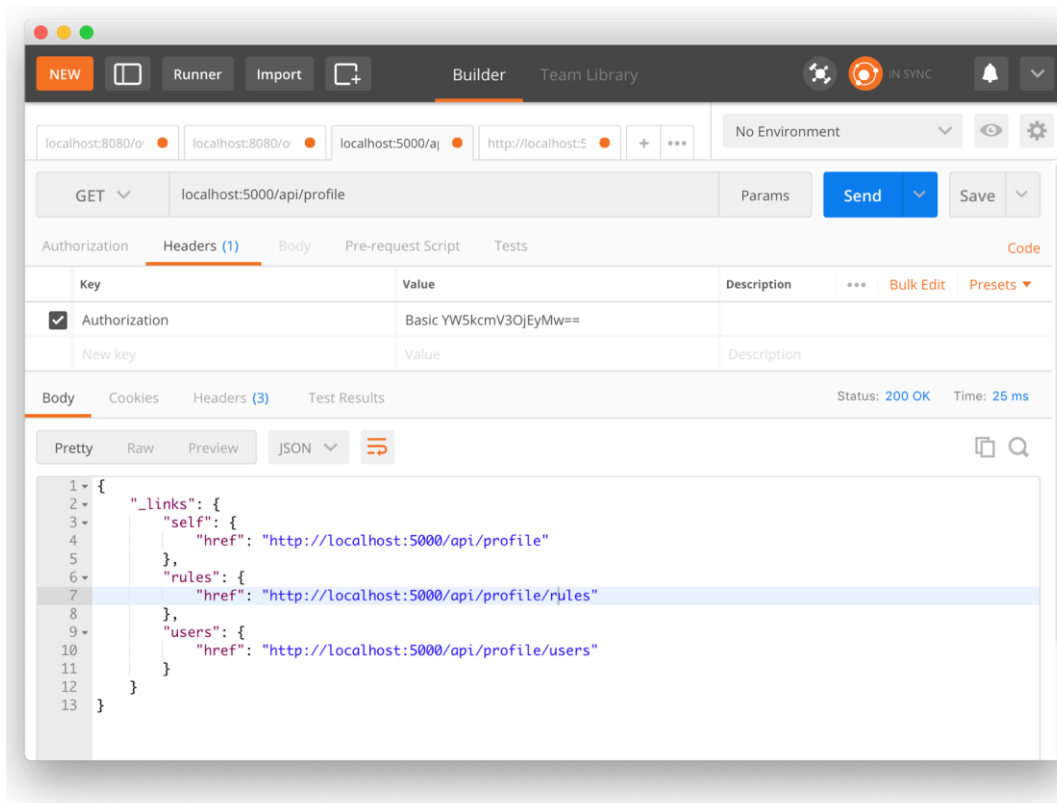 NEW Runner Import Builder Team Library IN SYNC
localhost:8080/o localhost:8080/o localhost:5000/a http://localhost:5 + ••• No Environment
GET localhost:5000/api/profile Params Send Save
Authorization Headers (1) Body Pre-request Script Tests Code
Key Value Description ••• Bulk Edit Presets
Authorization Basic YW5kcmV3OjEyMw==
New key Value Description
Body Cookies Headers (3) Test Results Status: 200 OK Time: 25 ms
Pretty Raw Preview JSON
1 {
2 "_links": {
3 "self": {
4 "href": "http://localhost:5000/api/profile"
5 },
6 "rules": {
7 "href": "http://localhost:5000/api/profile/rules"
8 },
9 "users": {
10 "href": "http://localhost:5000/api/profile/users"
11 }
12 }
13 }